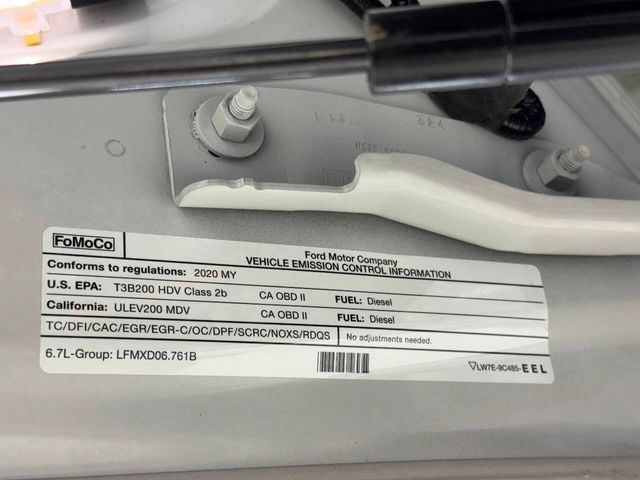 FoMoCo
Ford Motor Company
VEHICLE EMISSION CONTROL INFORMATION
Conforms to regulations: 2020 MY
U.S. EPA: T3B200 HDV Class 2b CA OBD II FUEL: Diesel
California: ULEV200 MDV CA OBD II FUEL: Diesel
TC/DFI/CAC/EGR/EGR-C/OC/DPF/SCRC/NOXS/RDQS No adjustments needed.
6.7L-Group: LFMXD06.761B
▽LW7E-9C485-EEL